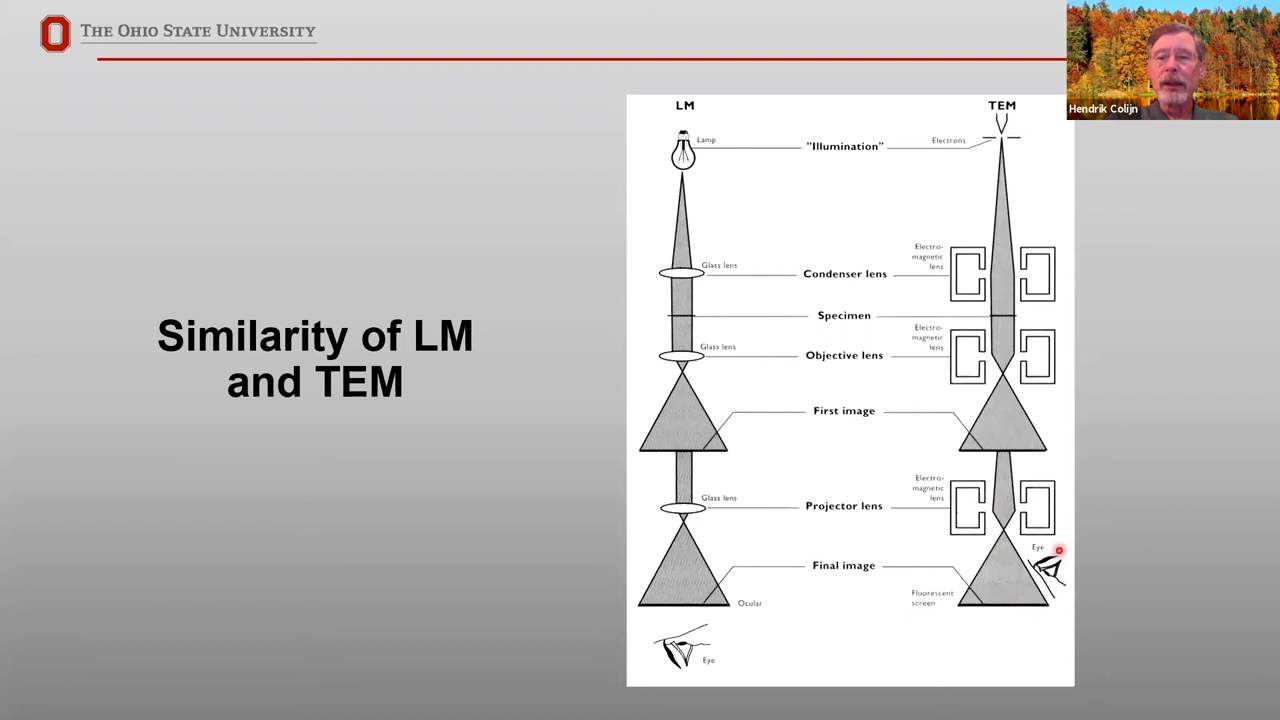 THE OHIO STATE UNIVERSITY
Hendrik Colijn
Similarity of LM
and TEM
LM
TEM
Lamp
"Illumination"
Electrons
Glass lens
Condenser lens
Electro-
magnetic
lens
Specimen
Glass lens
Objective lens
Electro-
magnetic
lens
First image
Glass lens
Projector lens
Electro-
magnetic
lens
Eye
Final image
Ocular
Fluorescent
screen
Eye